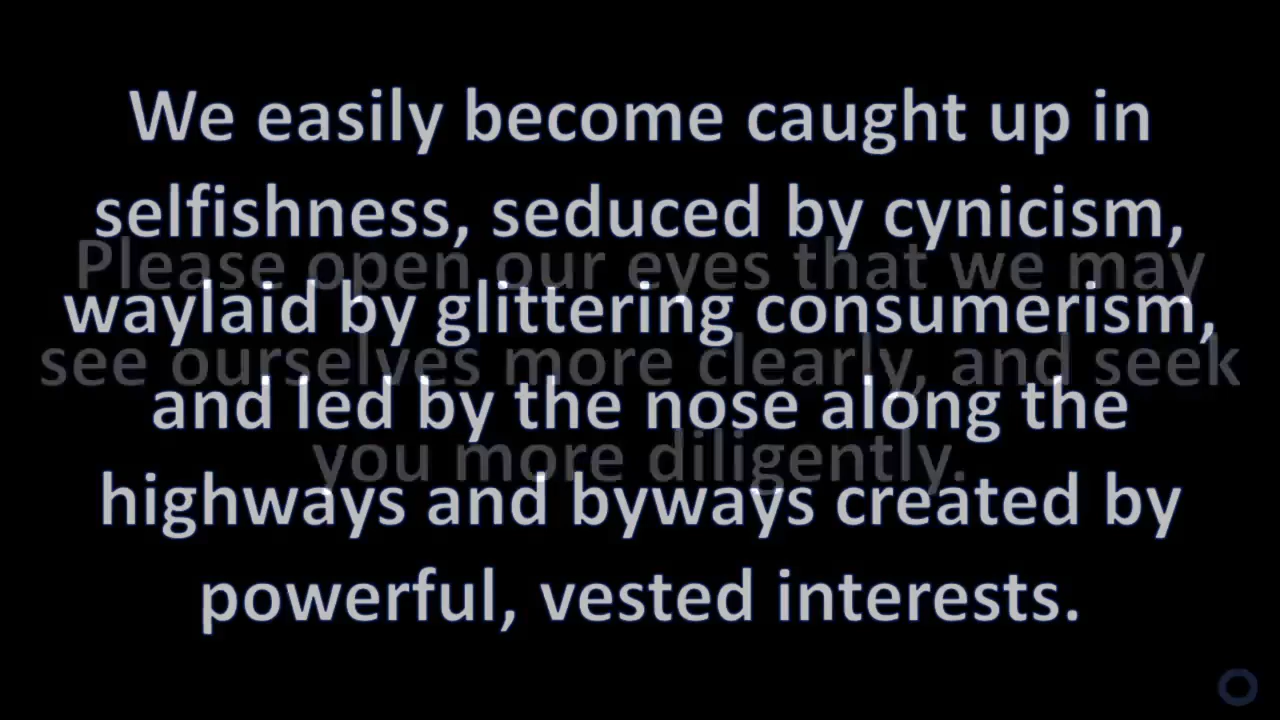 We easily become caught up in
selfishness, seduced by cynicism,
waylaid by glittering consumerism,
and led by the nose along the
highways and byways created by
powerful, vested interests.
Please open our eyes that we may
see ourselves more clearly, and seek
you more diligently.